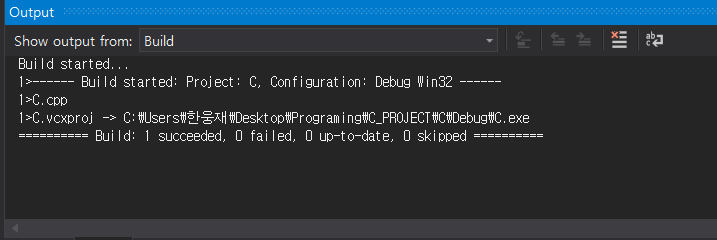 Output
Show output from: Build
Build started...
1>------ Build started: Project: C, Configuration: Debug Win32 ------
1>C.cpp
1>C.vcxproj -> C:₩Users₩한웅재₩Desktop₩Programing₩C_PROJECT₩C₩Debug₩C.exe
========== Build: 1 succeeded, 0 failed, 0 up-to-date, 0 skipped ==========